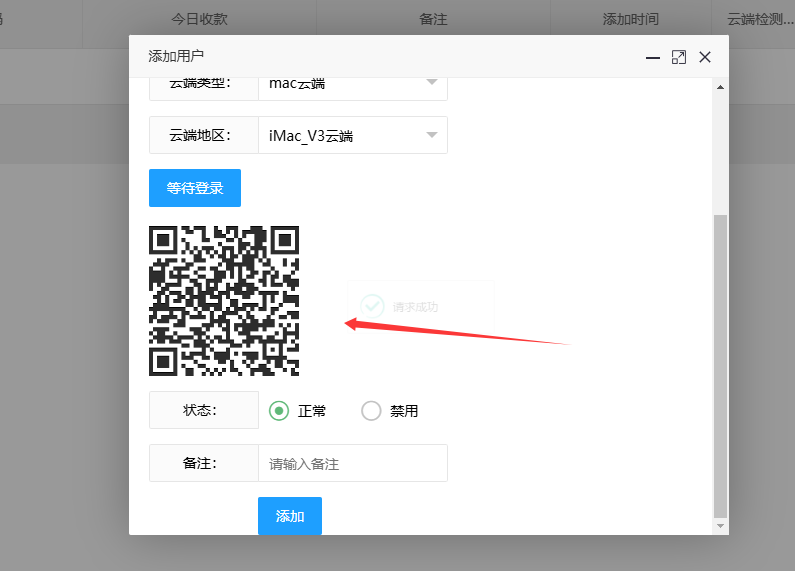 今日收款
备注
添加时间
云端检测...
添加用户
云端类型：
mac云端
云端地区：
iMac_V3云端
等待登录
请求成功
状态：
正常
禁用
备注：
请输入备注
添加